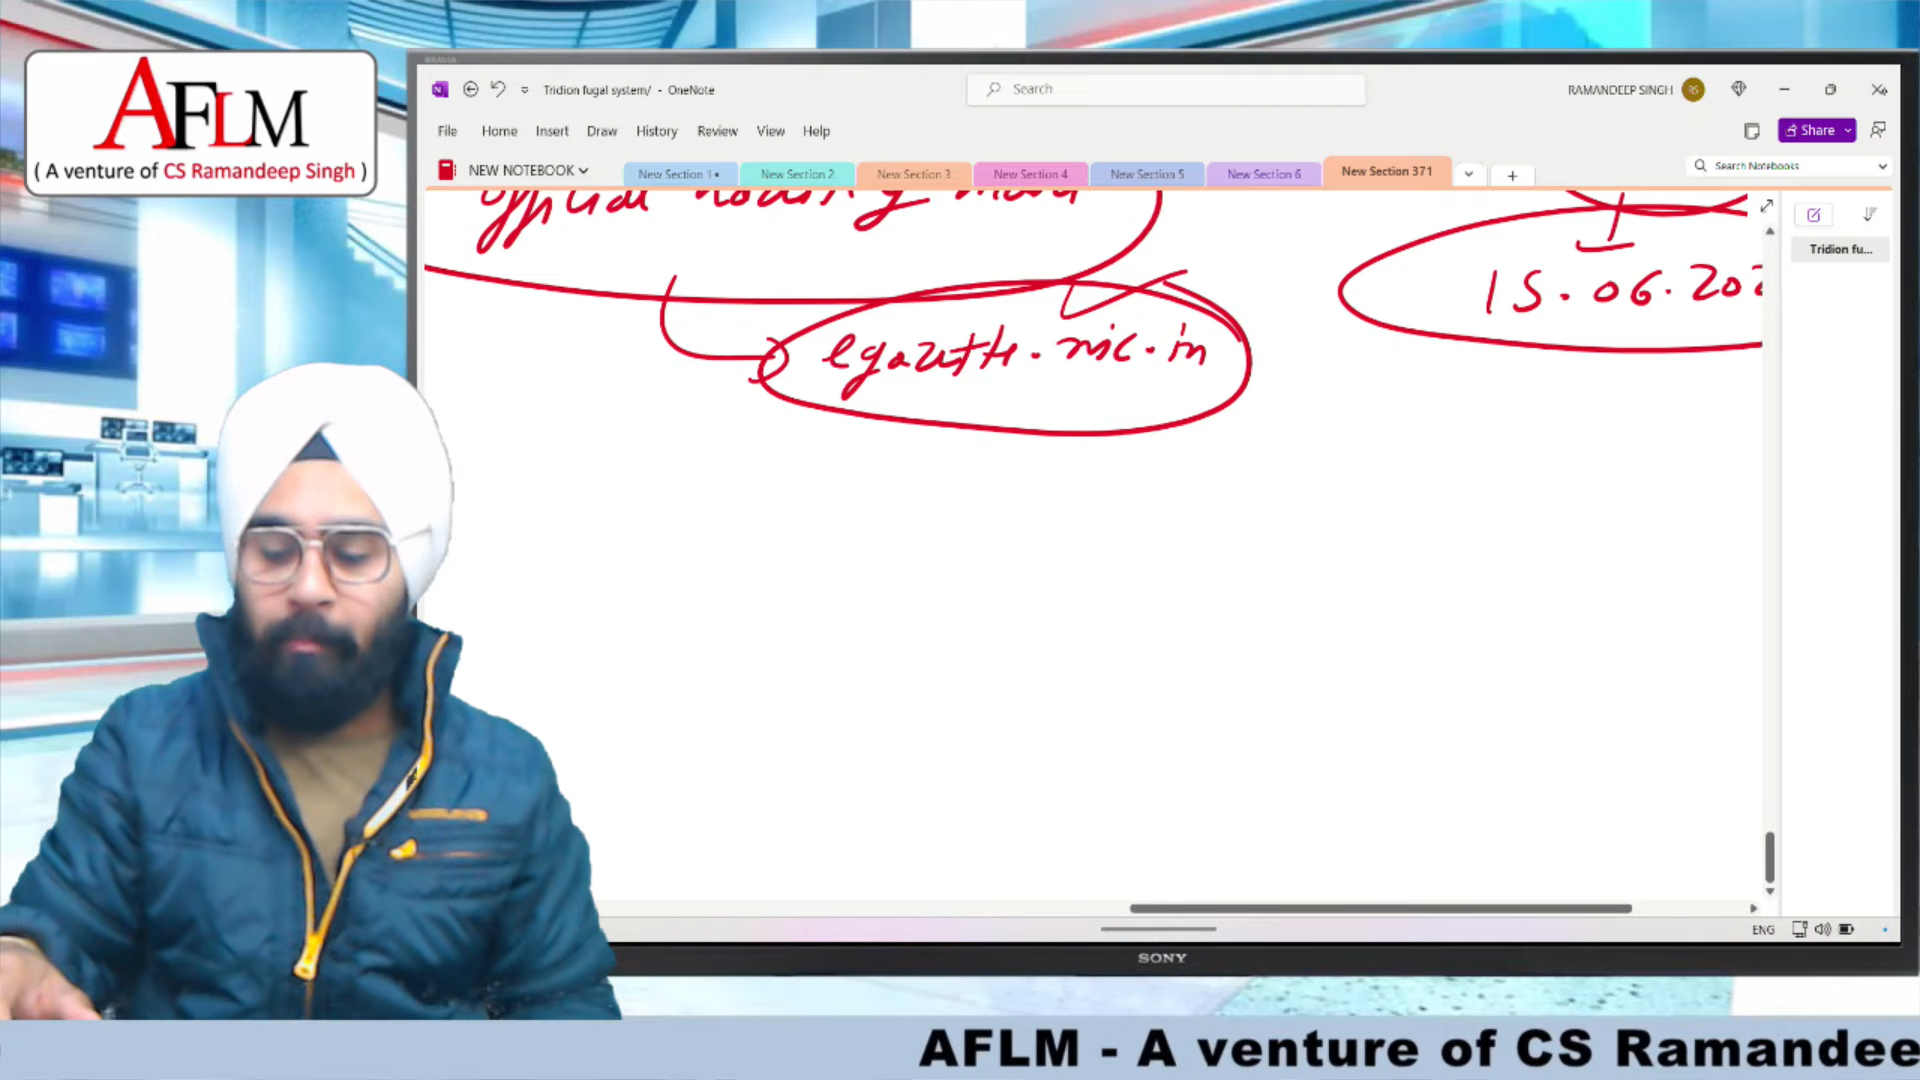 BRAVIA
AFLM
( A venture of CS Ramandeep Singh )
Tridion fugal system/ - OneNote
Search
RAMANDEEP SINGH
RS
File Home Insert Draw History Review View Help
Share
NEW NOTEBOOK
New Section 1
New Section 2
New Section 3
New Section 4
New Section 5
New Section 6
New Section 371
Search Notebooks
Tridion fu...
15.06.202
egazette.nic.in
ENG
SONY
AFLM - A venture of CS Ramandee